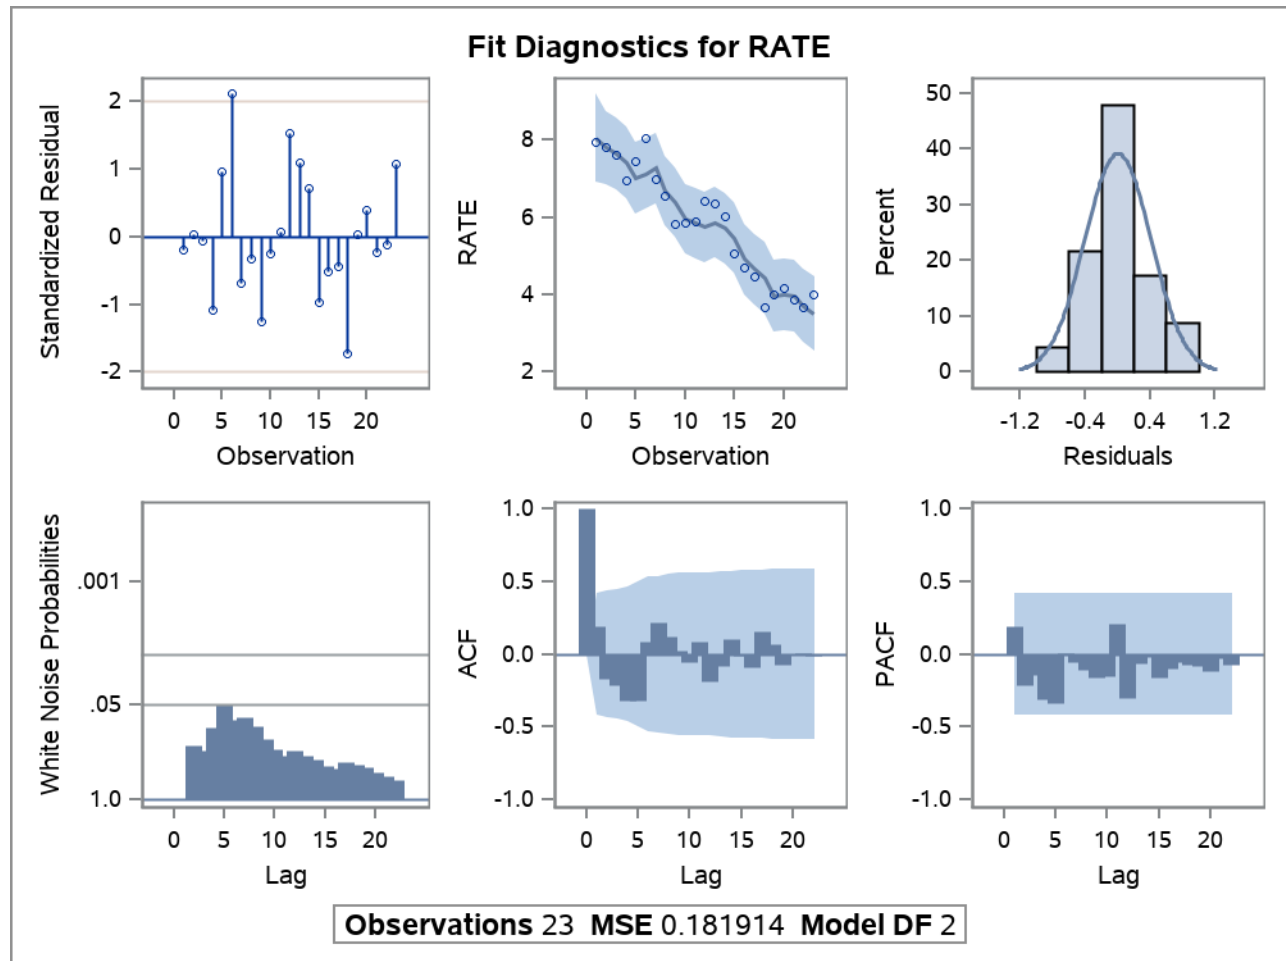 Fit Diagnostics for RATE
Standardized Residual
2
1
0
-1
-2
0 5 10 15 20
Observation
RATE
8
6
4
2
0 5 10 15 20
Observation
Percent
50
40
30
20
10
0
-1.2 -0.4 0.4 1.2
Residuals
White Noise Probabilities
.001
.05
1.0
0 5 10 15 20
Lag
ACF
1.0
0.5
0.0
-0.5
-1.0
0 5 10 15 20
Lag
PACF
1.0
0.5
0.0
-0.5
-1.0
0 5 10 15 20
Lag
Observations 23 MSE 0.181914 Model DF 2